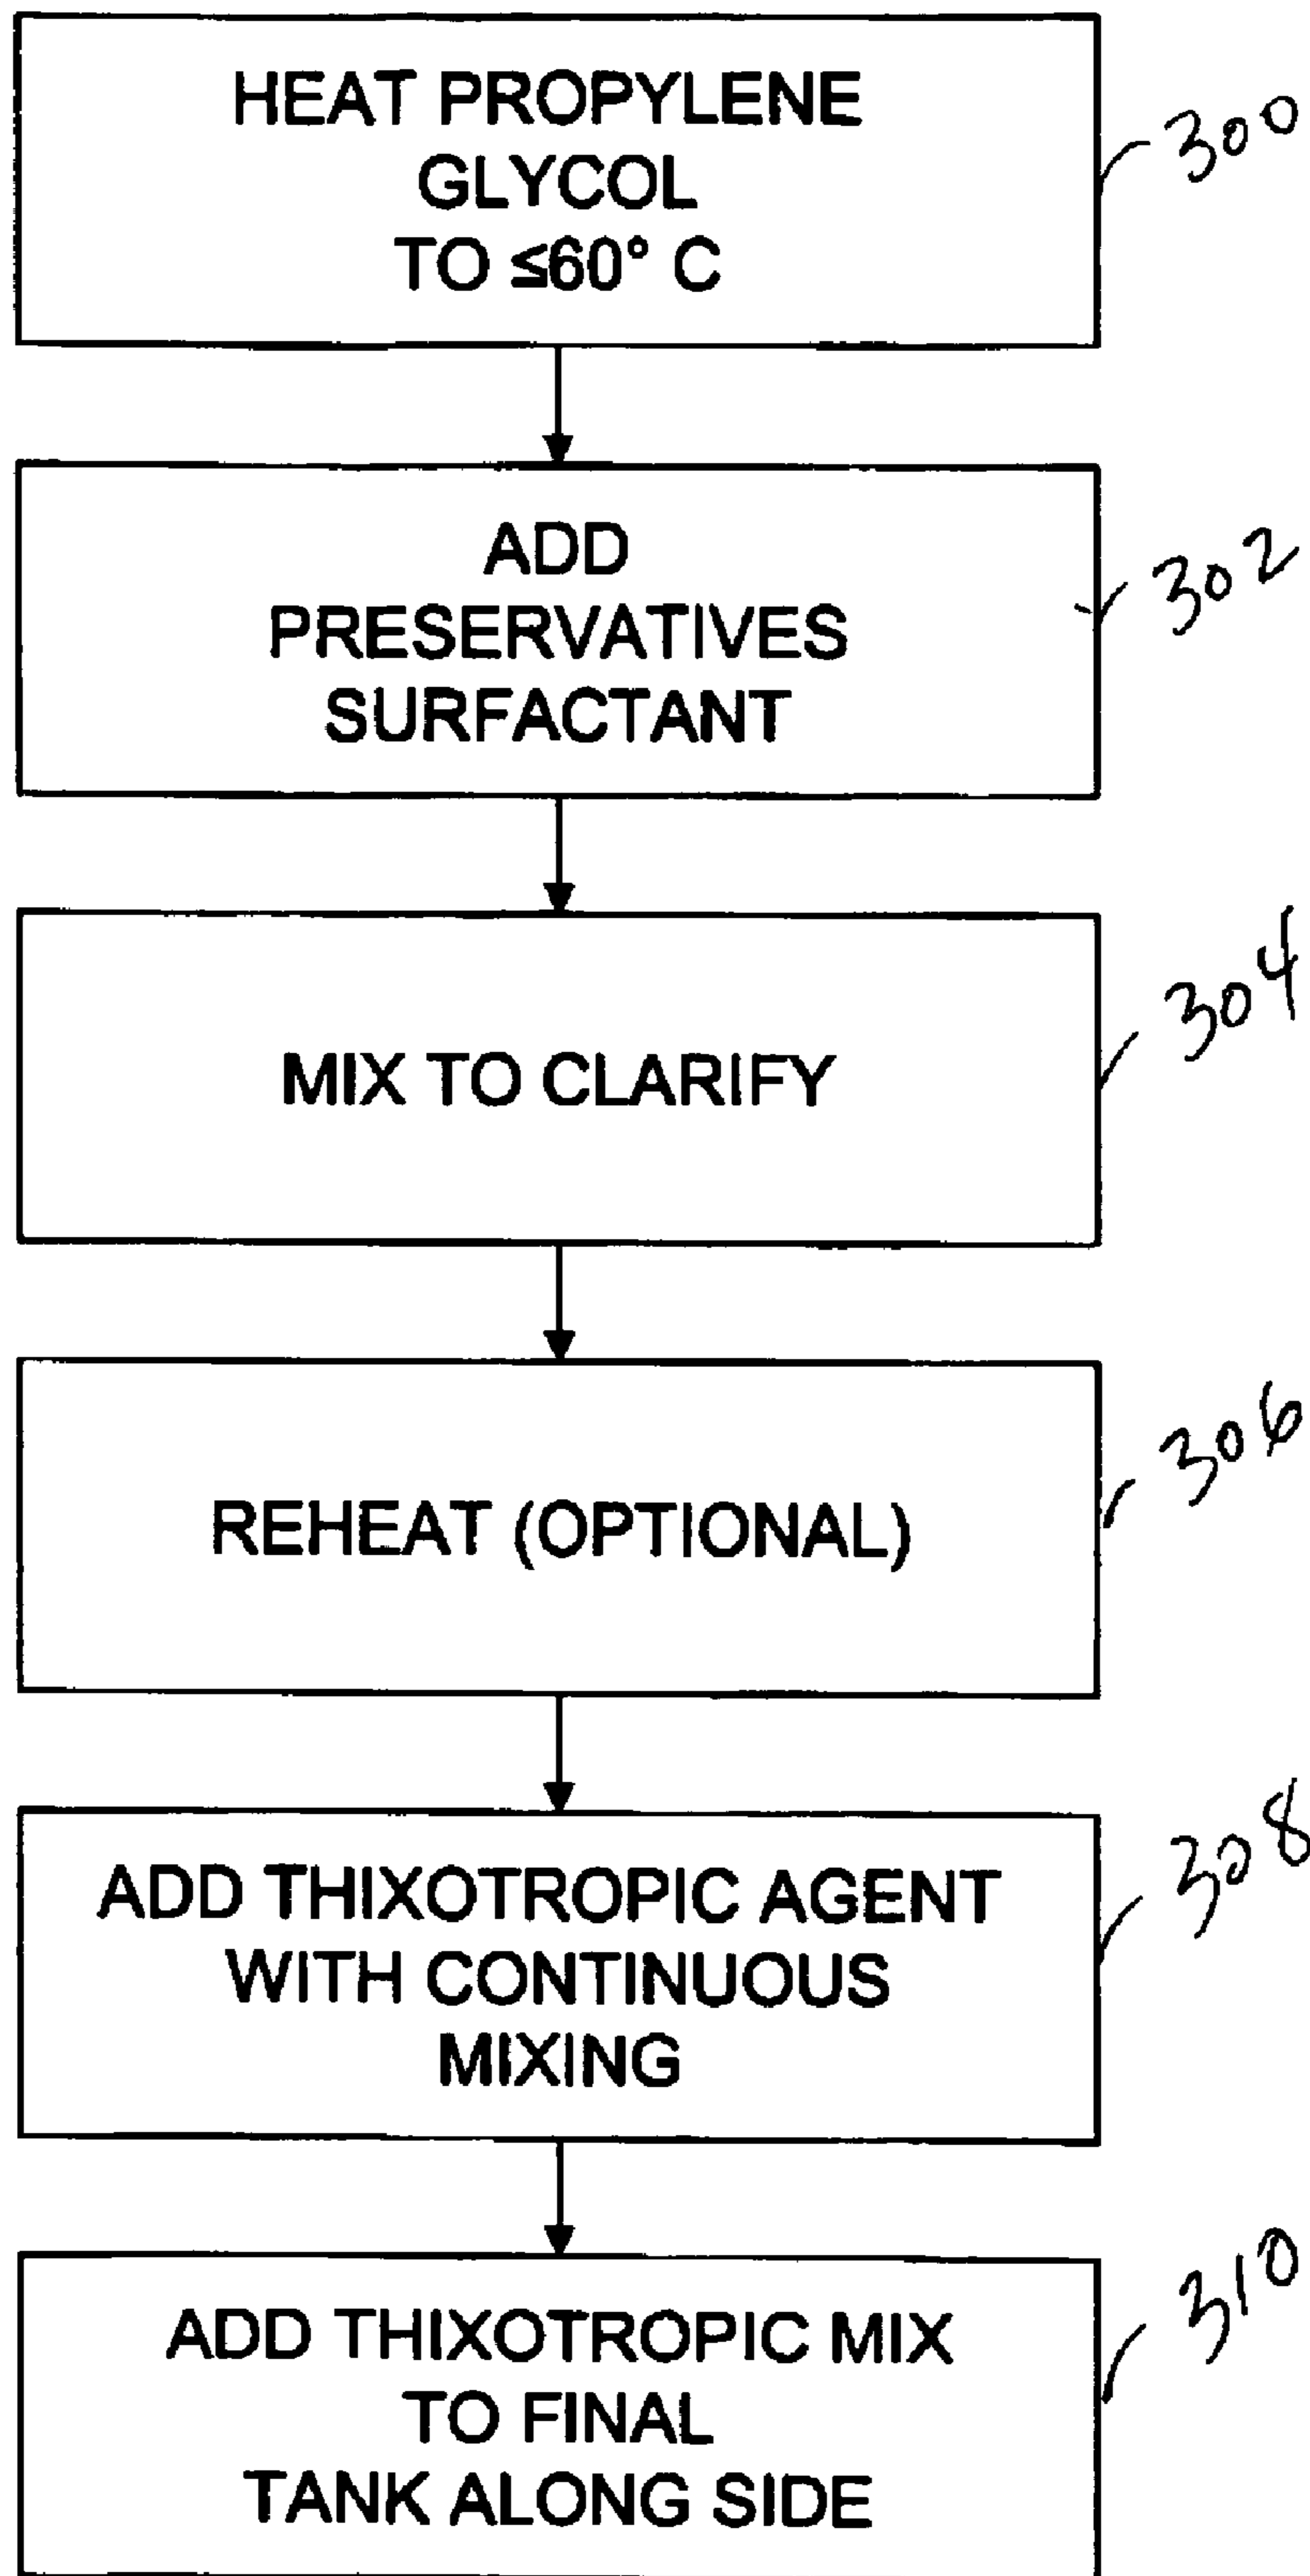 HEAT PROPYLENE
GLYCOL
TO ≤60° C
300
ADD
PRESERVATIVES
SURFACTANT
302
MIX TO CLARIFY
304
REHEAT (OPTIONAL)
306
ADD THIXOTROPIC AGENT
WITH CONTINUOUS
MIXING
308
ADD THIXOTROPIC MIX
TO FINAL
TANK ALONG SIDE
310